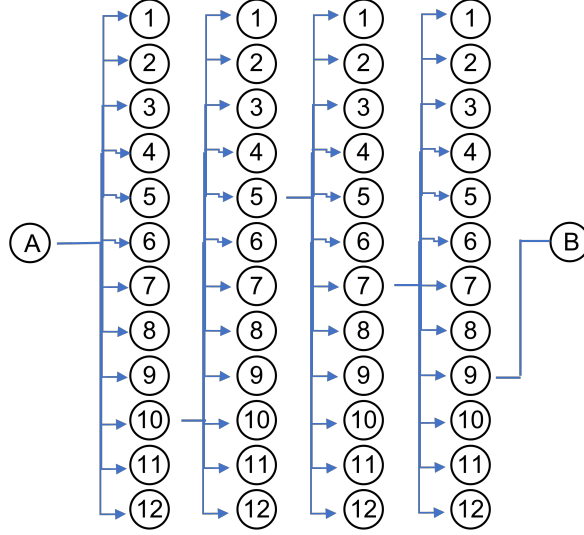 1 1 1 1
2 2 2 2
3 3 3 3
4 4 4 4
5 5 5 5
A 6 6 6 6 B
7 7 7 7
8 8 8 8
9 9 9 9
10 10 10 10
11 11 11 11
12 12 12 12